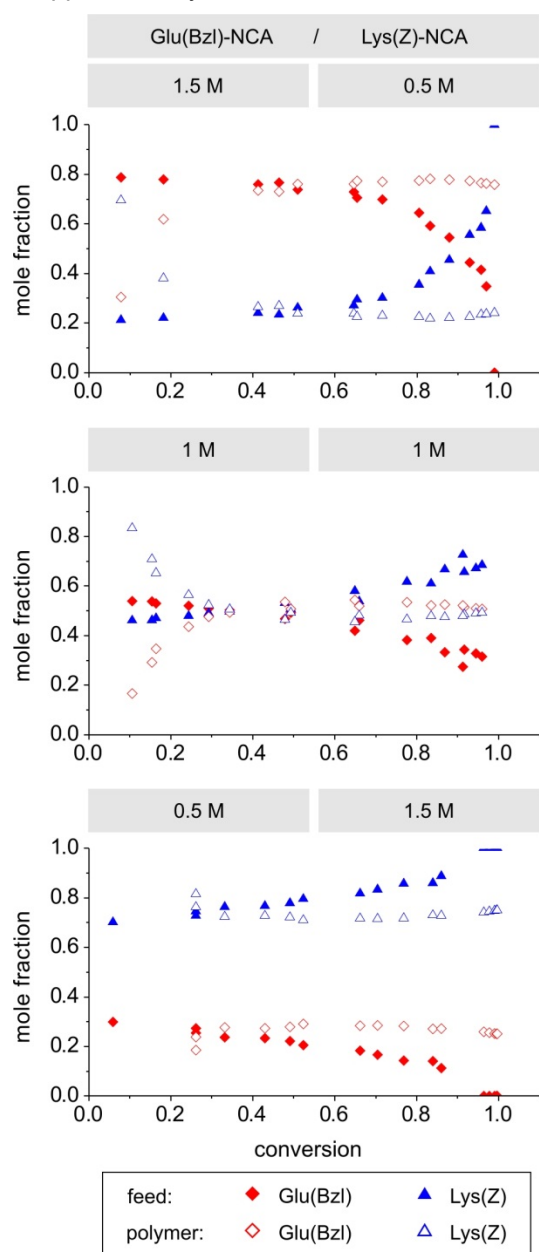 Glu(Bzl)-NCA / Lys(Z)-NCA
1.5 M 0.5 M
1.0
0.8
0.6
0.4
0.2
0.0
mole fraction
0.0 0.2 0.4 0.6 0.8 1.0
1 M 1 M
1.0
0.8
0.6
0.4
0.2
0.0
mole fraction
0.0 0.2 0.4 0.6 0.8 1.0
0.5 M 1.5 M
1.0
0.8
0.6
0.4
0.2
0.0
mole fraction
0.0 0.2 0.4 0.6 0.8 1.0
conversion
feed: Glu(Bzl) Lys(Z)
polymer: Glu(Bzl) Lys(Z)